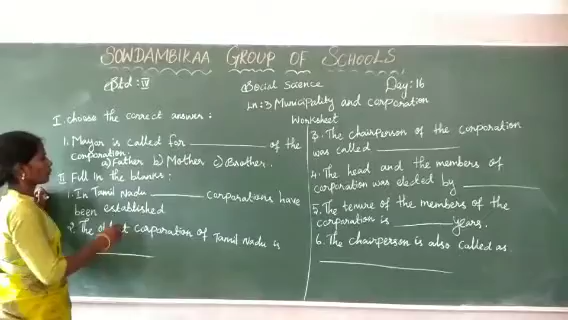 SOWDAMBIKAA GROUP OF SCHOOLS
Std : IV
Social Science
Day : 16
Ln : 3 Municipality and corporation
Worksheet
I. choose the correct answer :
1. Mayor is called for ________ of the
corporation.
a) Father b) Mother c) Brother.
II Fill in the blanks :
1. In Tamil Nadu ________ corporations have
been established
2. The corporation of Tamil Nadu is
________
3. The chairperson of the corporation
was called ________
4. The head and the members of
corporation was elected by ________
5. The tenure of the members of the
corporation is ________ years.
6. The chairperson is also called as
________